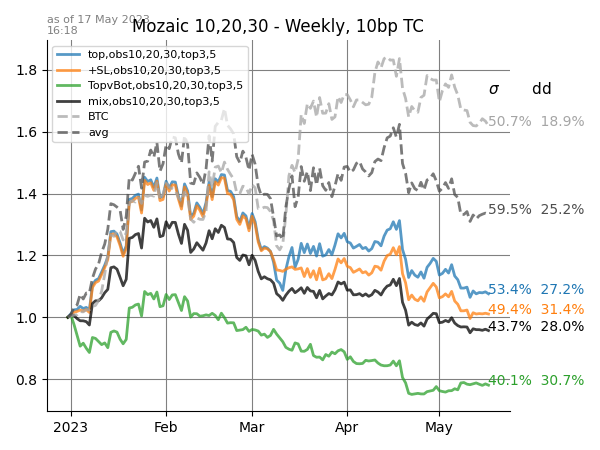 as of 17 May 2023
16:18
Mozaic 10,20,30 - Weekly, 10bp TC
top,obs10,20,30,top3,5
+SL,obs10,20,30,top3,5
TopvBot,obs10,20,30,top3,5
mix,obs10,20,30,top3,5
BTC
avg
σ dd
50.7% 18.9%
59.5% 25.2%
53.4% 27.2%
49.4% 31.4%
43.7% 28.0%
40.1% 30.7%
1.8
1.6
1.4
1.2
1.0
0.8
2023 Feb Mar Apr May